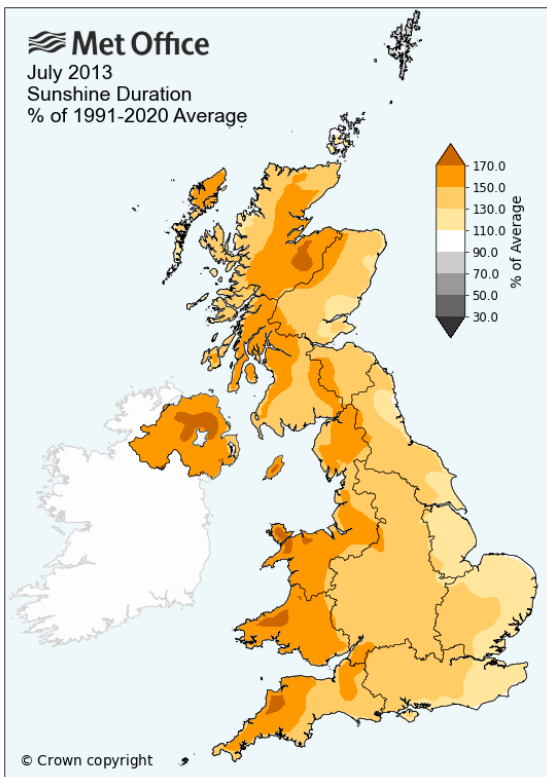 Met Office
July 2013
Sunshine Duration
% of 1991-2020 Average
170.0
150.0
130.0
110.0
90.0
70.0
50.0
30.0
% of Average
© Crown copyright